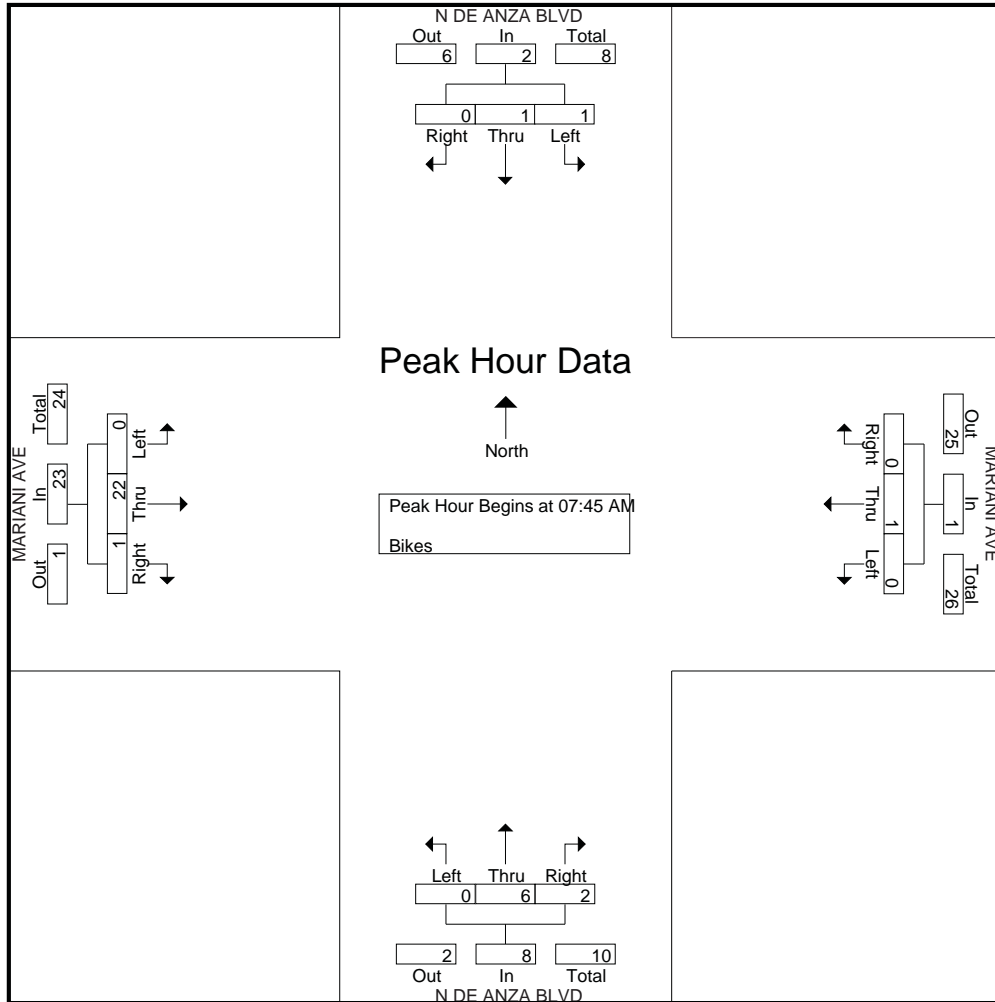 N DE ANZA BLVD
Out In Total
6 2 8
0 1 1
Right Thru Left
Peak Hour Data
North
Peak Hour Begins at 07:45 AM
Bikes
MARIANI AVE
Total In Out
24 23 1
0 22 1
Left Thru Right
MARIANI AVE
Out In Total
25 1 26
0 1 0
Right Thru Left
Left Thru Right
0 6 2
2 8 10
Out In Total
N DE ANZA BLVD